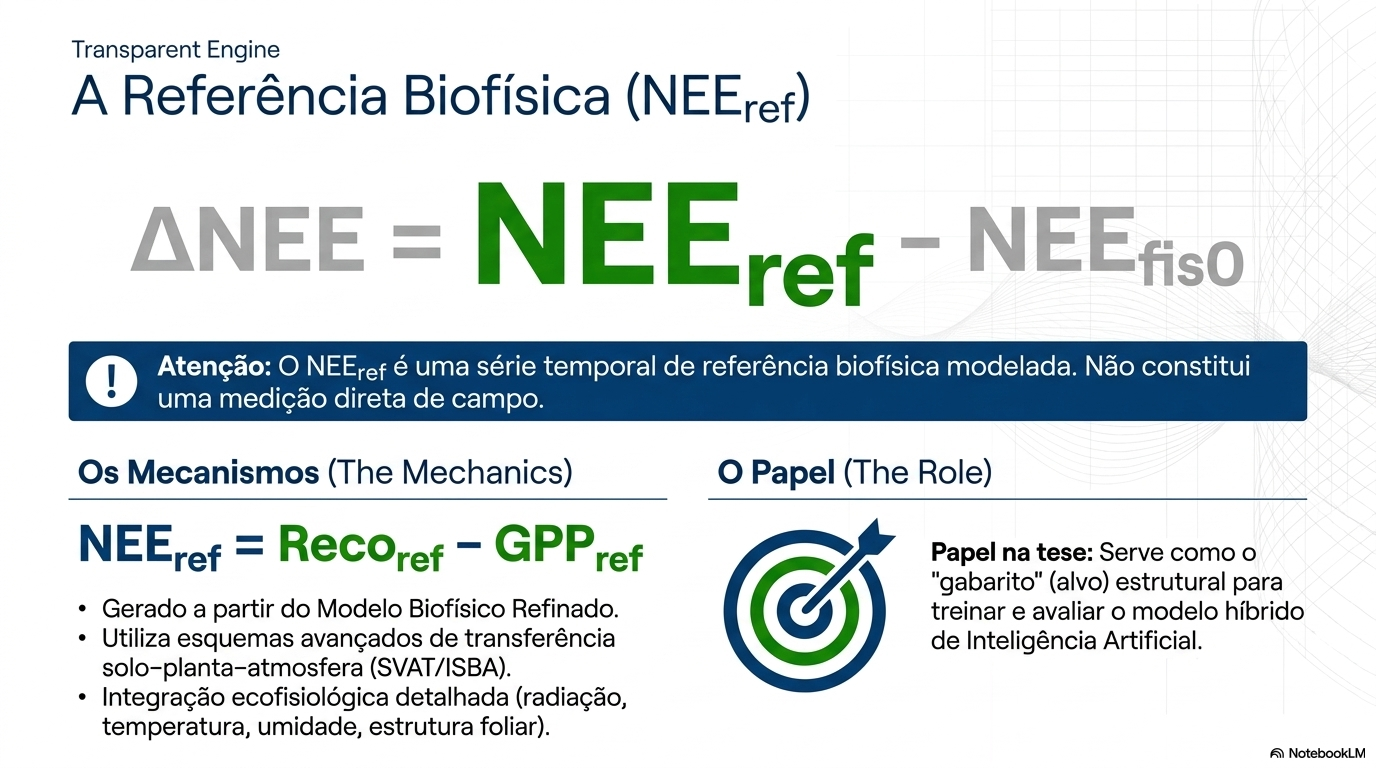 Transparent Engine
A Referência Biofísica (NEEref)
ΔNEE = NEEref − NEEfis0
! Atenção: O NEEref é uma série temporal de referência biofísica modelada. Não constitui
uma medição direta de campo.
Os Mecanismos (The Mechanics)
NEEref = Recoref − GPPref
• Gerado a partir do Modelo Biofísico Refinado.
• Utiliza esquemas avançados de transferência
solo–planta–atmosfera (SVAT/ISBA).
• Integração ecofisiológica detalhada (radiação,
temperatura, umidade, estrutura foliar).
O Papel (The Role)
Papel na tese: Serve como o
"gabarito" (alvo) estrutural para
treinar e avaliar o modelo híbrido
de Inteligência Artificial.
NotebookLM